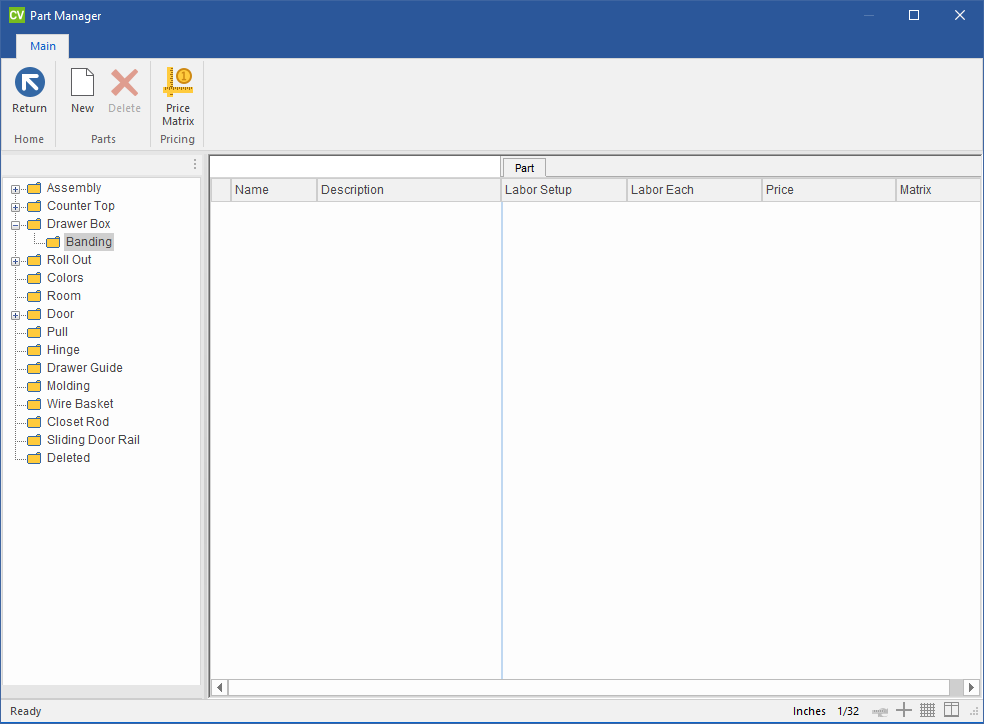 CV Part Manager
Main
Return
New
Delete
Price
Matrix
Home
Parts
Pricing
Part
Name
Description
Labor Setup
Labor Each
Price
Matrix
Assembly
Counter Top
Drawer Box
Banding
Roll Out
Colors
Room
Door
Pull
Hinge
Drawer Guide
Molding
Wire Basket
Closet Rod
Sliding Door Rail
Deleted
Ready
Inches
1/32